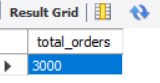 Result Grid
total_orders
3000